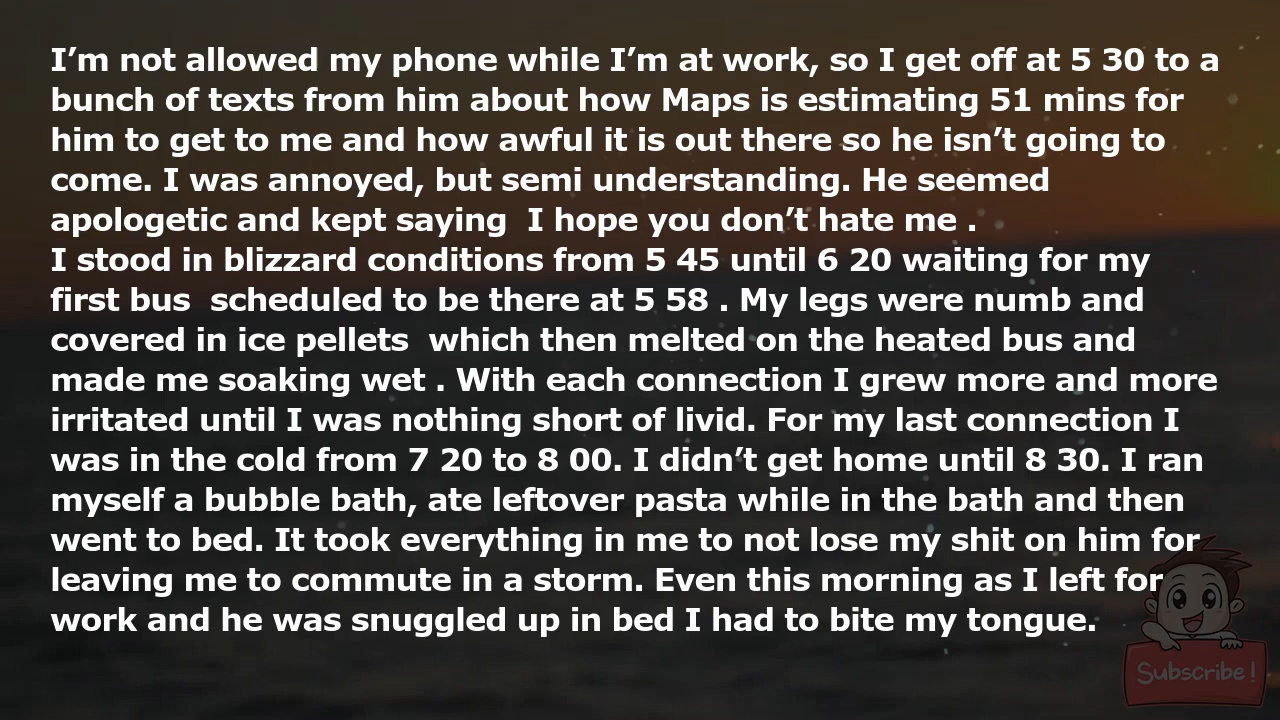 I’m not allowed my phone while I’m at work, so I get off at 5 30 to a
bunch of texts from him about how Maps is estimating 51 mins for
him to get to me and how awful it is out there so he isn’t going to
come. I was annoyed, but semi understanding. He seemed
apologetic and kept saying  I hope you don’t hate me .
I stood in blizzard conditions from 5 45 until 6 20 waiting for my
first bus  scheduled to be there at 5 58 . My legs were numb and
covered in ice pellets  which then melted on the heated bus and
made me soaking wet . With each connection I grew more and more
irritated until I was nothing short of livid. For my last connection I
was in the cold from 7 20 to 8 00. I didn’t get home until 8 30. I ran
myself a bubble bath, ate leftover pasta while in the bath and then
went to bed. It took everything in me to not lose my shit on him for
leaving me to commute in a storm. Even this morning as I left for
work and he was snuggled up in bed I had to bite my tongue.
Subscribe!